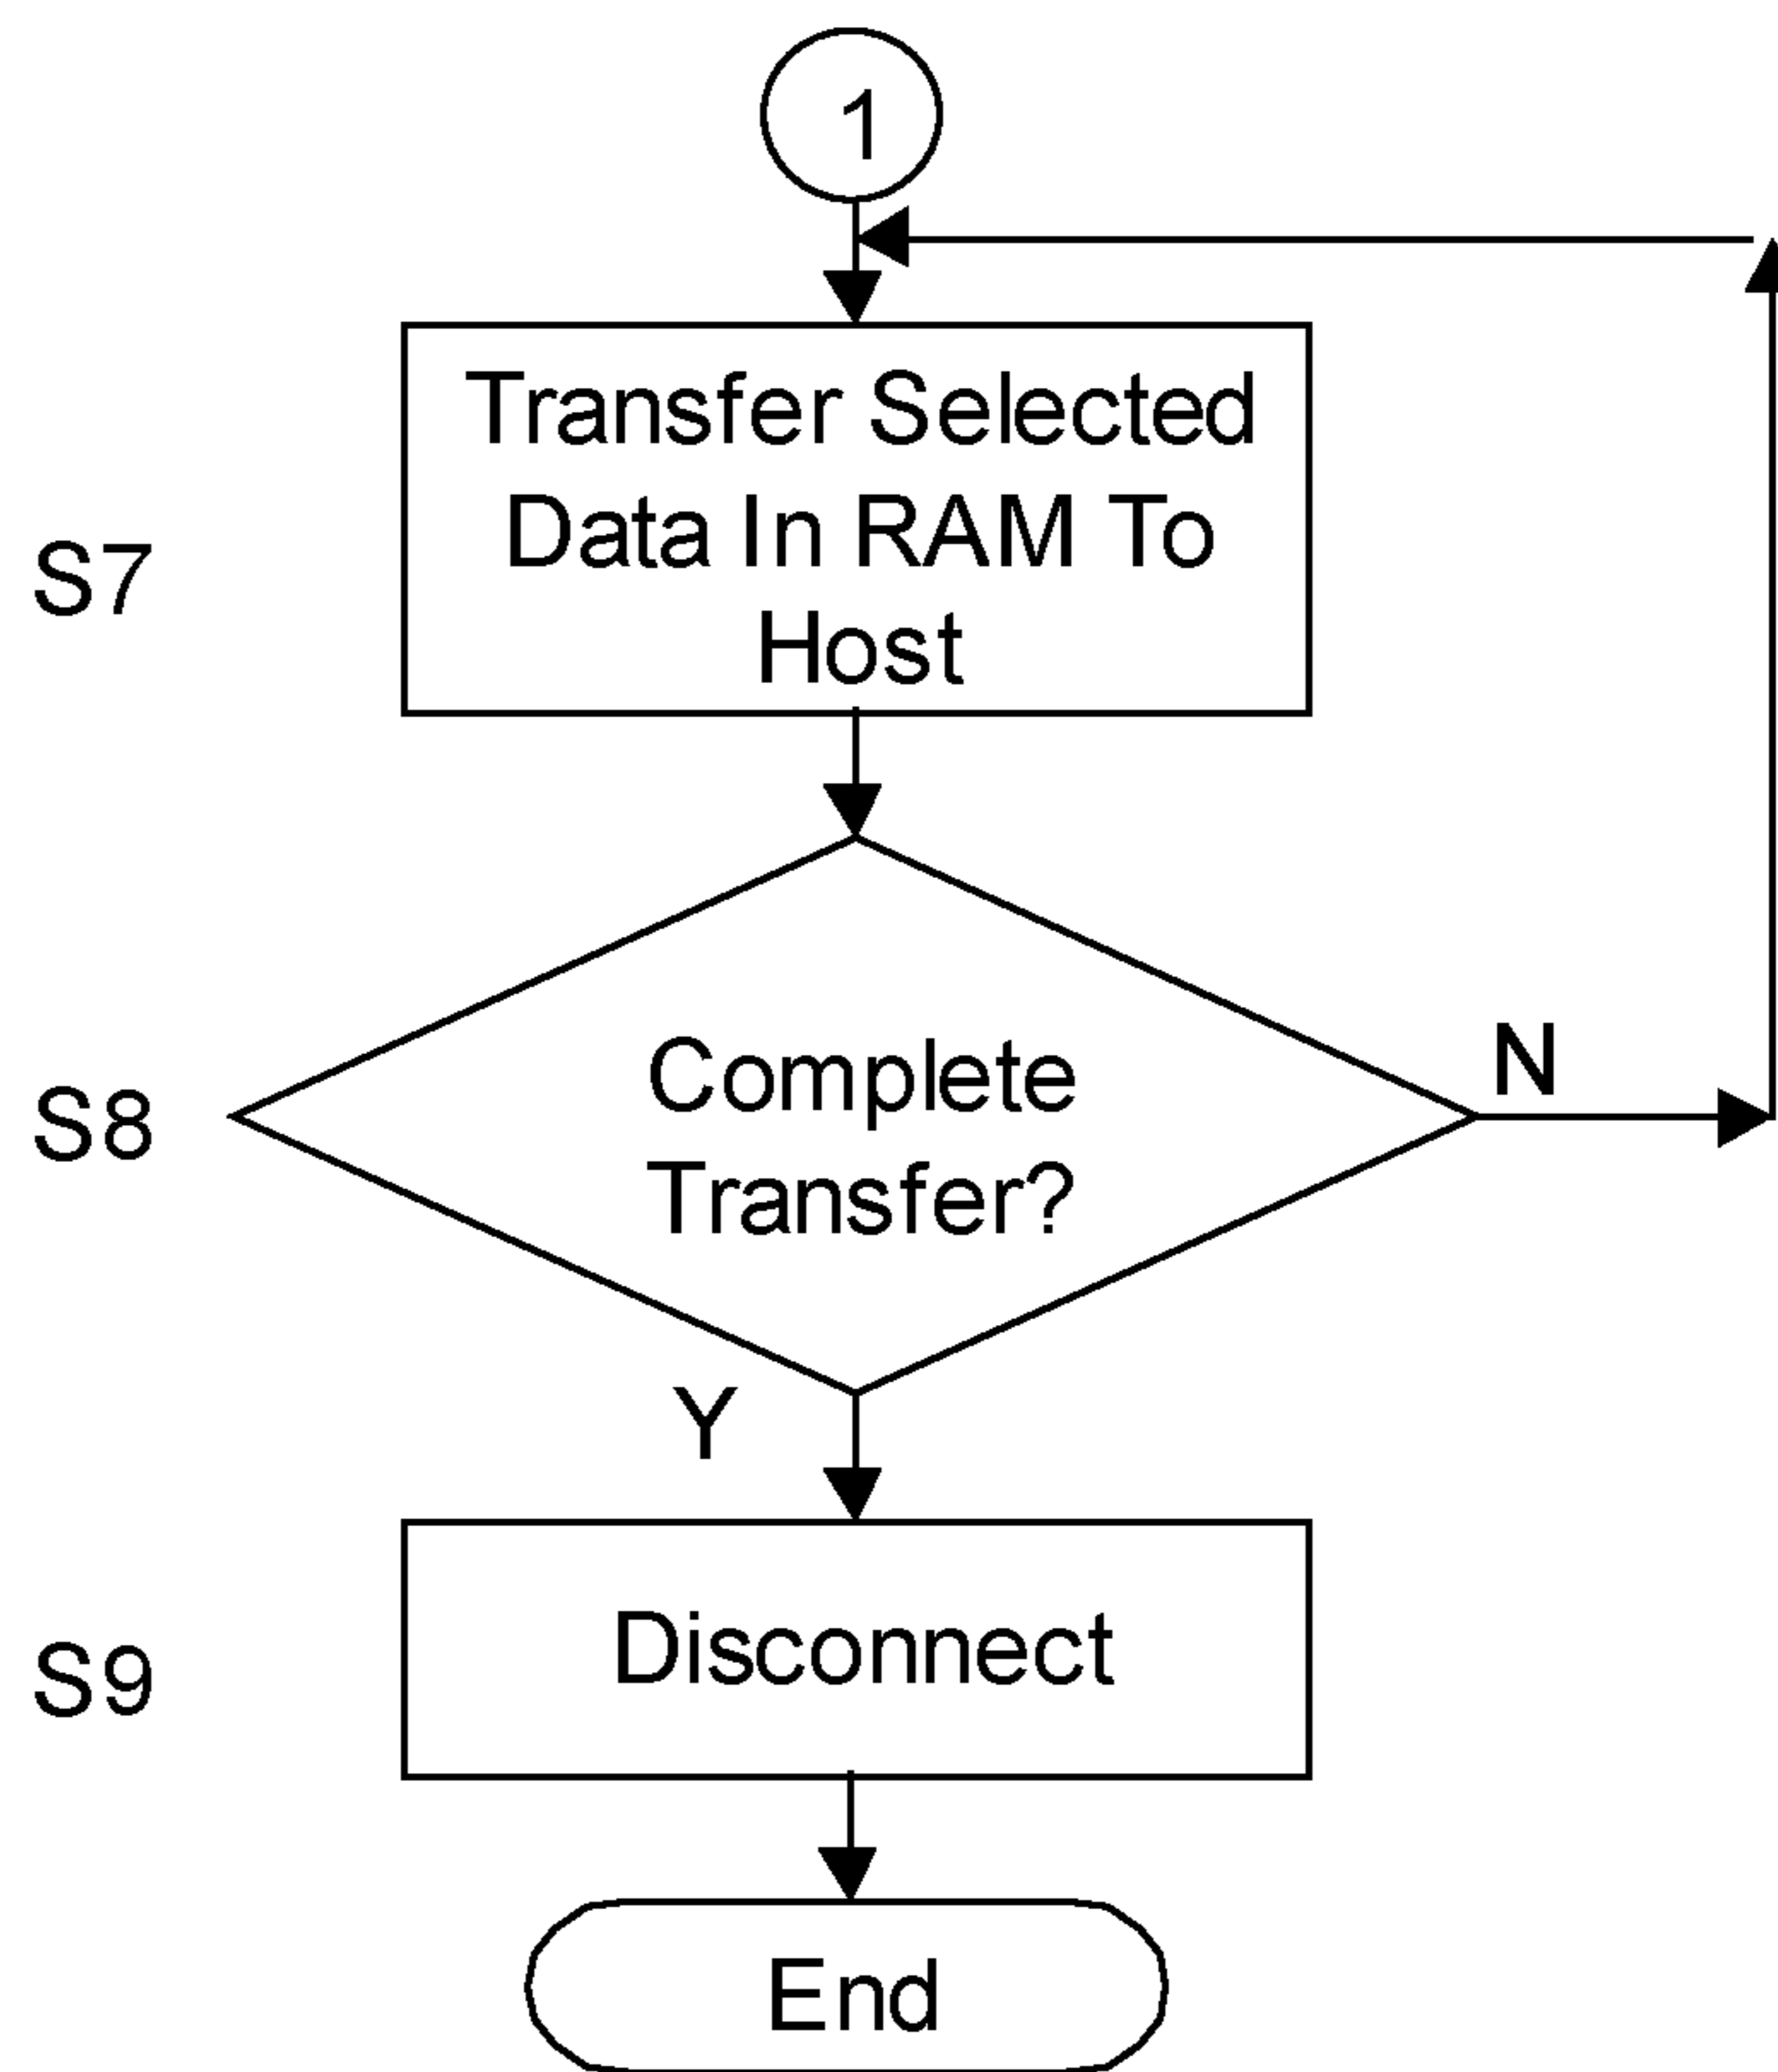 1
Transfer Selected
Data In RAM To
Host
S7
Complete
Transfer?
S8
N
Y
Disconnect
S9
End